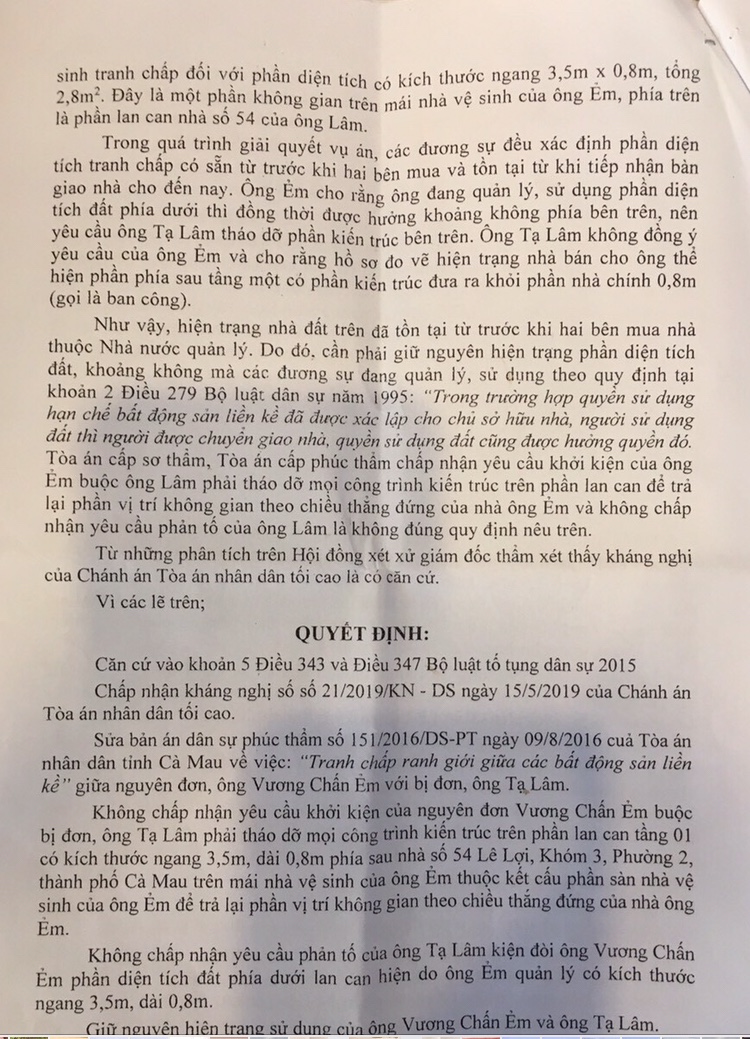 sinh tranh chấp đối với phần diện tích có kích thước ngang 3,5m x 0,8m, tổng
2,8m². Đây là một phần không gian trên mái nhà vệ sinh của ông Ẻm, phía trên
là phần lan can nhà số 54 của ông Lâm.
Trong quá trình giải quyết vụ án, các đương sự đều xác định phần diện
tích tranh chấp có sẵn từ trước khi hai bên mua và tồn tại từ khi tiếp nhận bàn
giao nhà cho đến nay. Ông Ẻm cho rằng ông đang quản lý, sử dụng phần diện
tích đất phía dưới thì đồng thời được hưởng khoảng không phía bên trên, nên
yêu cầu ông Tạ Lâm tháo dỡ phần kiến trúc bên trên. Ông Tạ Lâm không đồng ý
yêu cầu của ông Ẻm và cho rằng hồ sơ đo vẽ hiện trạng nhà bán cho ông thể
hiện phần phía sau tầng một có phần kiến trúc đưa ra khỏi phần nhà chính 0,8m
(gọi là ban công).
Như vậy, hiện trạng nhà đất trên đã tồn tại từ trước khi hai bên mua nhà
thuộc Nhà nước quản lý. Do đó, cần phải giữ nguyên hiện trạng phần diện tích
đất, khoảng không mà các đương sự đang quản lý, sử dụng theo quy định tại
khoản 2 Điều 279 Bộ luật dân sự năm 1995: “Trong trường hợp quyền sử dụng
hạn chế bất động sản liền kề đã được xác lập cho chủ sở hữu nhà, người sử dụng
đất thì người được chuyển giao nhà, quyền sử dụng đất cũng được hưởng quyền đó.
Tòa án cấp sơ thẩm, Tòa án cấp phúc thẩm chấp nhận yêu cầu khởi kiện của ông
Ẻm buộc ông Lâm phải tháo dỡ mọi công trình kiến trúc trên phần lan can để trả
lại phần vị trí không gian theo chiều thẳng đứng của nhà ông Ẻm và không chấp
nhận yêu cầu phản tố của ông Lâm là không đúng quy định nêu trên.
Từ những phân tích trên Hội đồng xét xử giám đốc thẩm xét thấy kháng nghị
của Chánh án Tòa án nhân dân tối cao là có căn cứ.
Vì các lẽ trên;
QUYẾT ĐỊNH:
Căn cứ vào khoản 5 Điều 343 và Điều 347 Bộ luật tố tụng dân sự 2015
Chấp nhận kháng nghị số số 21/2019/KN - DS ngày 15/5/2019 của Chánh án
Tòa án nhân dân tối cao.
Sửa bản án dân sự phúc thẩm số 151/2016/DS-PT ngày 09/8/2016 cuả Tòa án
nhân dân tỉnh Cà Mau về việc: “Tranh chấp ranh giới giữa các bất động sản liền
kề” giữa nguyên đơn, ông Vương Chấn Ẻm với bị đơn, ông Tạ Lâm.
Không chấp nhận yêu cầu khởi kiện của nguyên đơn Vương Chấn Ẻm buộc
bị đơn, ông Tạ Lâm phải tháo dỡ mọi công trình kiến trúc trên phần lan can tầng 01
có kích thước ngang 3,5m, dài 0,8m phía sau nhà số 54 Lê Lợi, Khóm 3, Phường 2,
thành phố Cà Mau trên mái nhà vệ sinh của ông Ẻm thuộc kết cấu phần sàn nhà vệ
sinh của ông Ẻm để trả lại phần vị trí không gian theo chiều thẳng đứng của nhà ông
Ẻm.
Không chấp nhận yêu cầu phản tố của ông Tạ Lâm kiện đòi ông Vương Chấn
Ẻm phần diện tích đất phía dưới lan can hiện do ông Ẻm quản lý có kích thước
ngang 3,5m, dài 0,8m.
Giữ nguyên hiện trạng sử dụng của ông Vương Chấn Ẻm và ông Tạ Lâm.